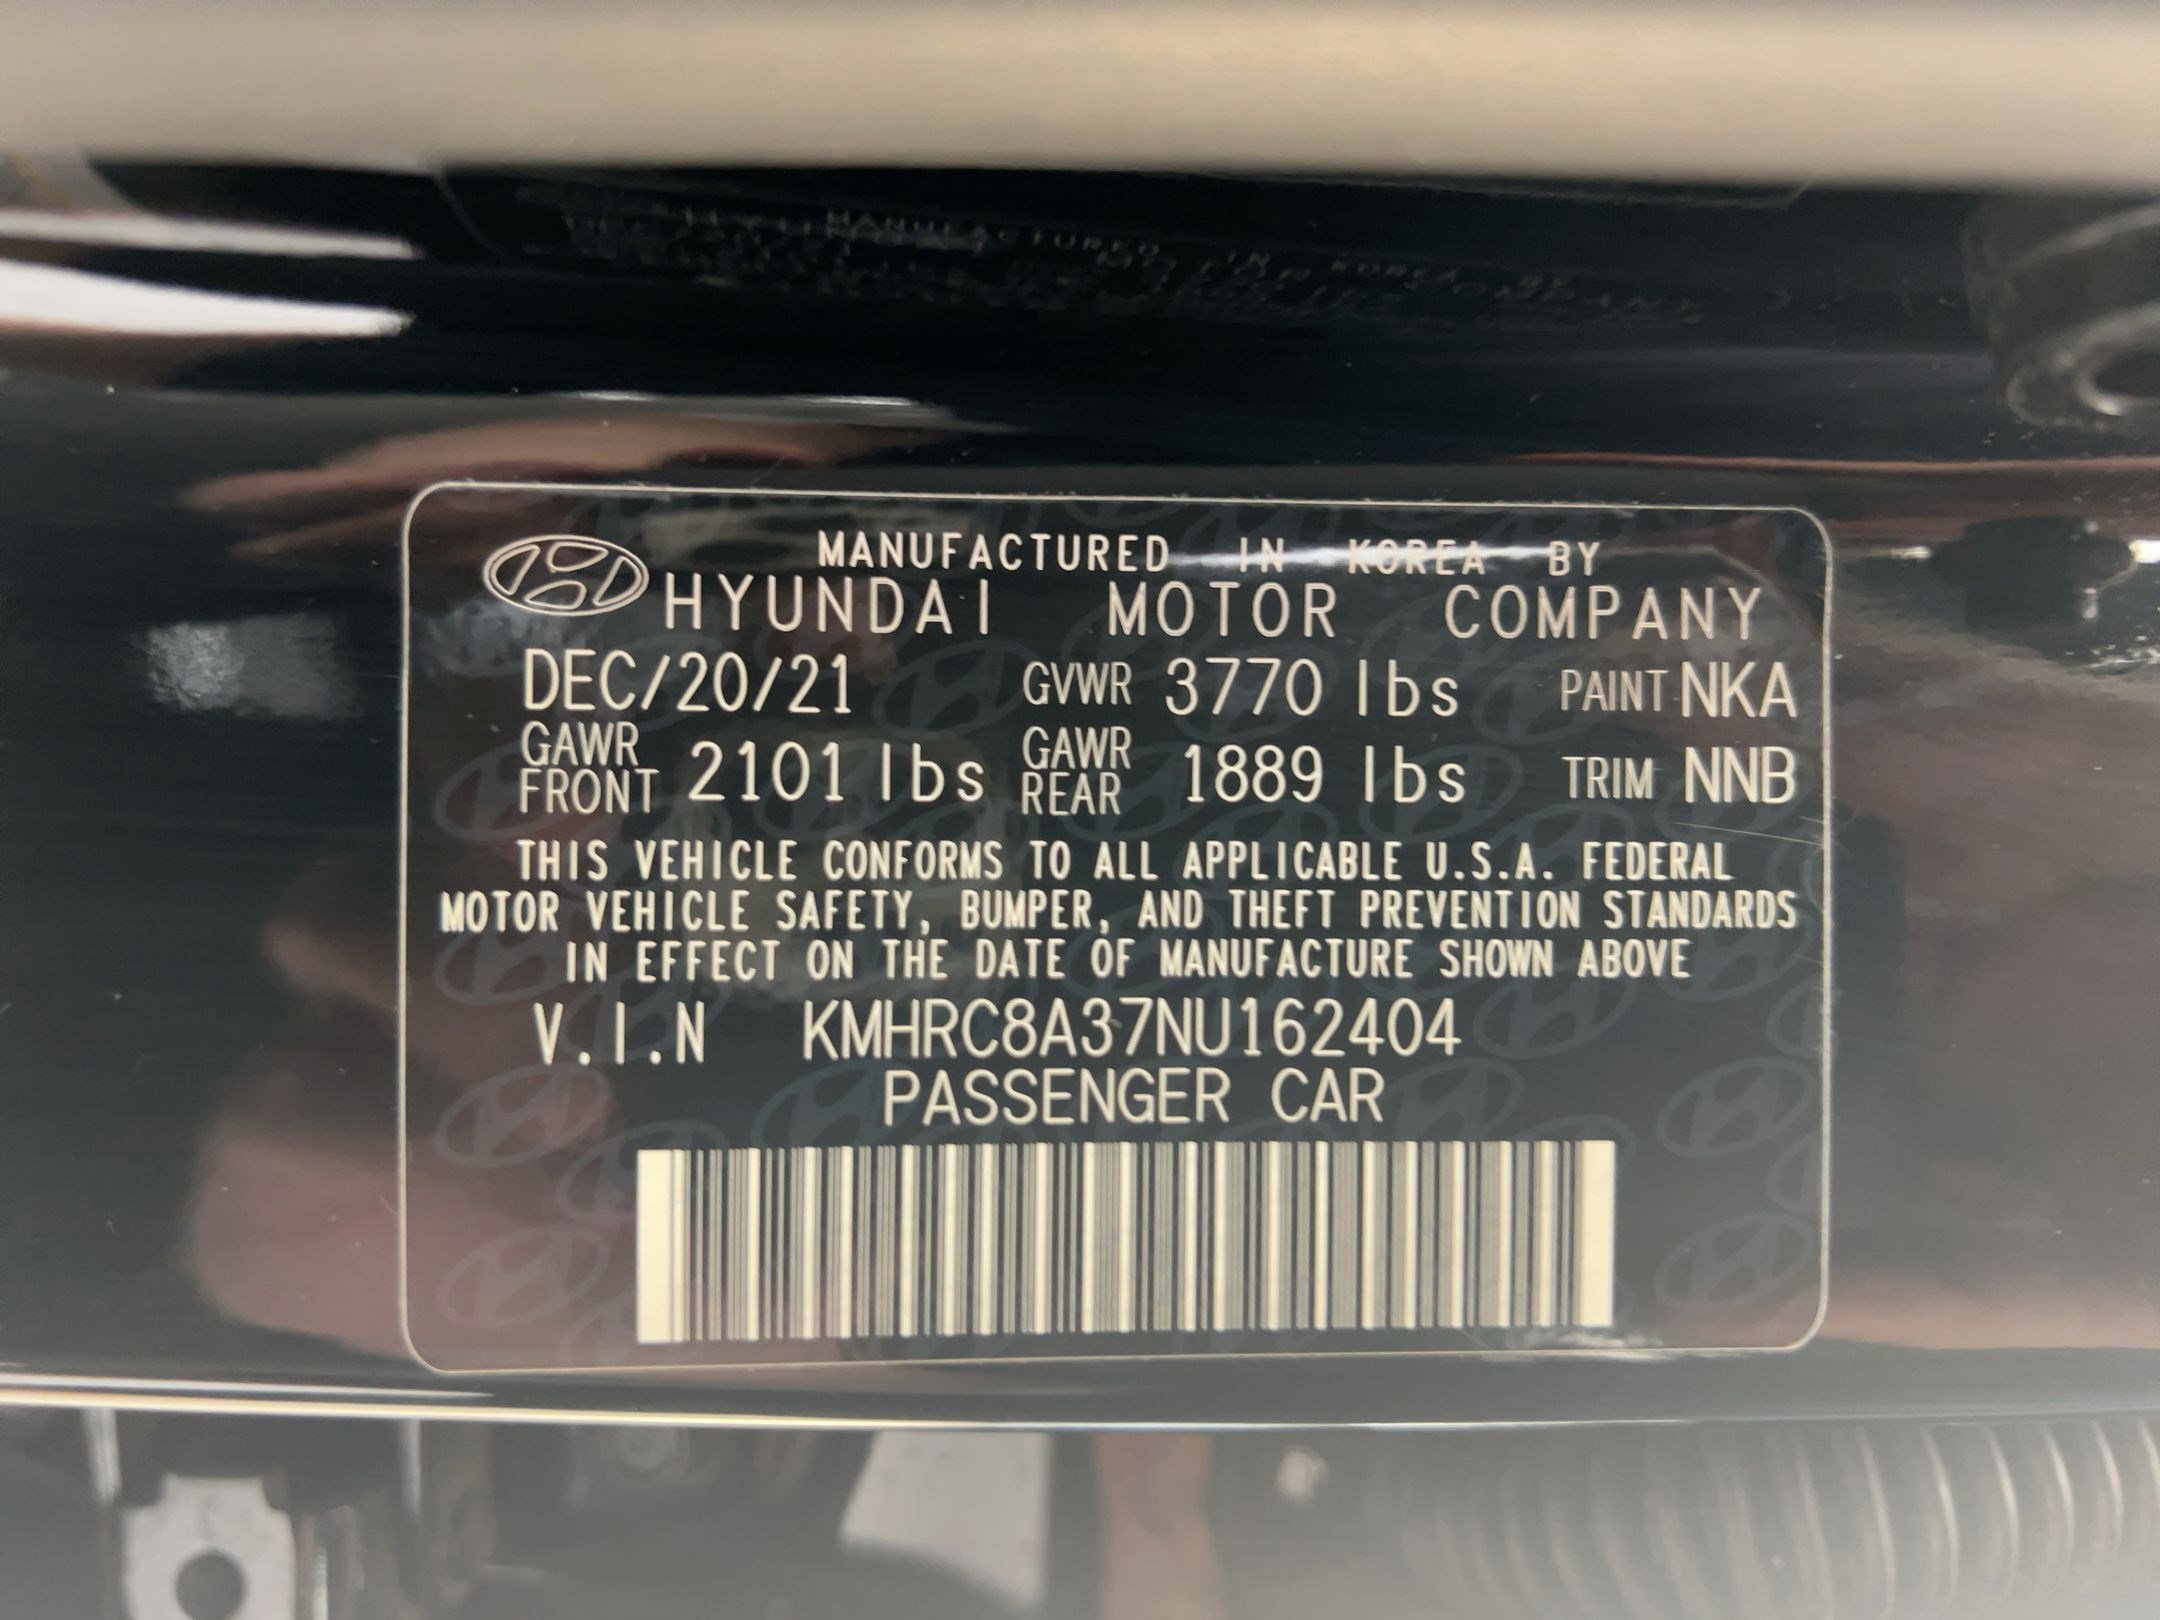 MANUFACTURED IN KOREA BY
HYUNDAI MOTOR COMPANY
DEC/20/21 GVWR 3770 lbs PAINT NKA
GAWR FRONT 2101 lbs GAWR REAR 1889 lbs TRIM NNB
THIS VEHICLE CONFORMS TO ALL APPLICABLE U.S.A. FEDERAL
MOTOR VEHICLE SAFETY, BUMPER, AND THEFT PREVENTION STANDARDS
IN EFFECT ON THE DATE OF MANUFACTURE SHOWN ABOVE
V.I.N KMHRC8A37NU162404
PASSENGER CAR